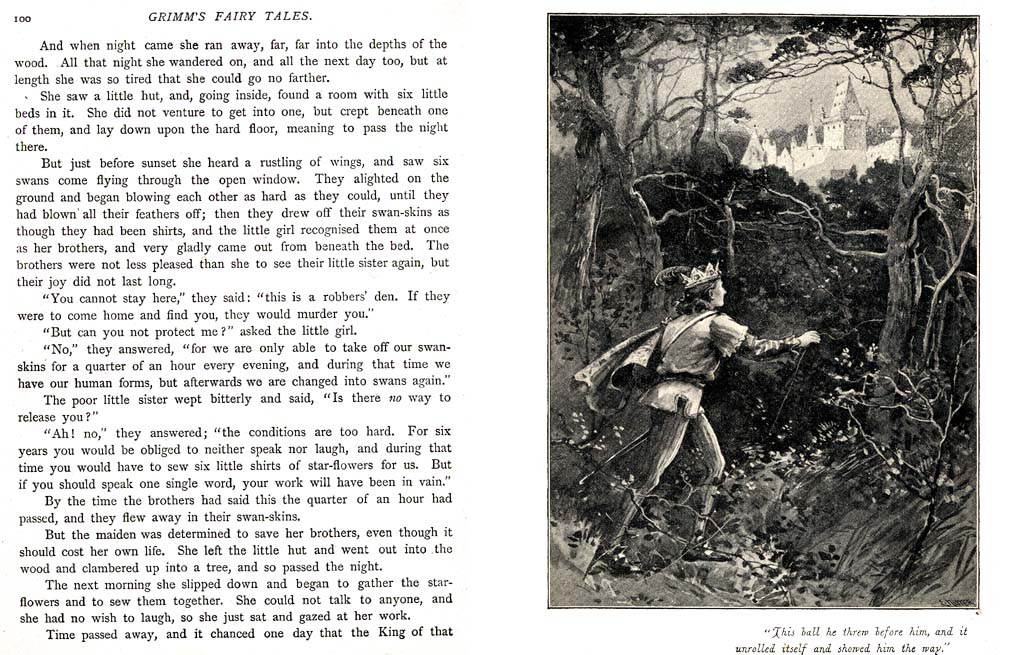 100
GRIMM'S FAIRY TALES.
And when night came she ran away, far, far into the depths of the
wood. All that night she wandered on, and all the next day too, but at
length she was so tired that she could go no farther.
She saw a little hut, and, going inside, found a room with six little
beds in it. She did not venture to get into one, but crept beneath one
of them, and lay down upon the hard floor, meaning to pass the night
there.
But just before sunset she heard a rustling of wings, and saw six
swans come flying through the open window. They alighted on the
ground and began blowing each other as hard as they could, until they
had blown all their feathers off; then they drew off their swan-skins as
though they had been shirts, and the little girl recognised them at once
as her brothers, and very gladly came out from beneath the bed. The
brothers were not less pleased than she to see their little sister again, but
their joy did not last long.
"You cannot stay here," they said: "this is a robbers' den. If they
were to come home and find you, they would murder you."
"But can you not protect me?" asked the little girl.
"No," they answered, "for we are only able to take off our swan-
skins for a quarter of an hour every evening, and during that time we
have our human forms, but afterwards we are changed into swans again."
The poor little sister wept bitterly and said, "Is there no way to
release you?"
"Ah! no," they answered; "the conditions are too hard. For six
years you would be obliged to neither speak nor laugh, and during that
time you would have to sew six little shirts of star-flowers for us. But
if you should speak one single word, your work will have been in vain."
By the time the brothers had said this the quarter of an hour had
passed, and they flew away in their swan-skins.
But the maiden was determined to save her brothers, even though it
should cost her own life. She left the little hut and went out into the
wood and clambered up into a tree, and so passed the night.
The next morning she slipped down and began to gather the star-
flowers and to sew them together. She could not talk to anyone, and
she had no wish to laugh, so she just sat and gazed at her work.
Time passed away, and it chanced one day that the King of that
"This ball he threw before him, and it
unrolled itself and showed him the way."